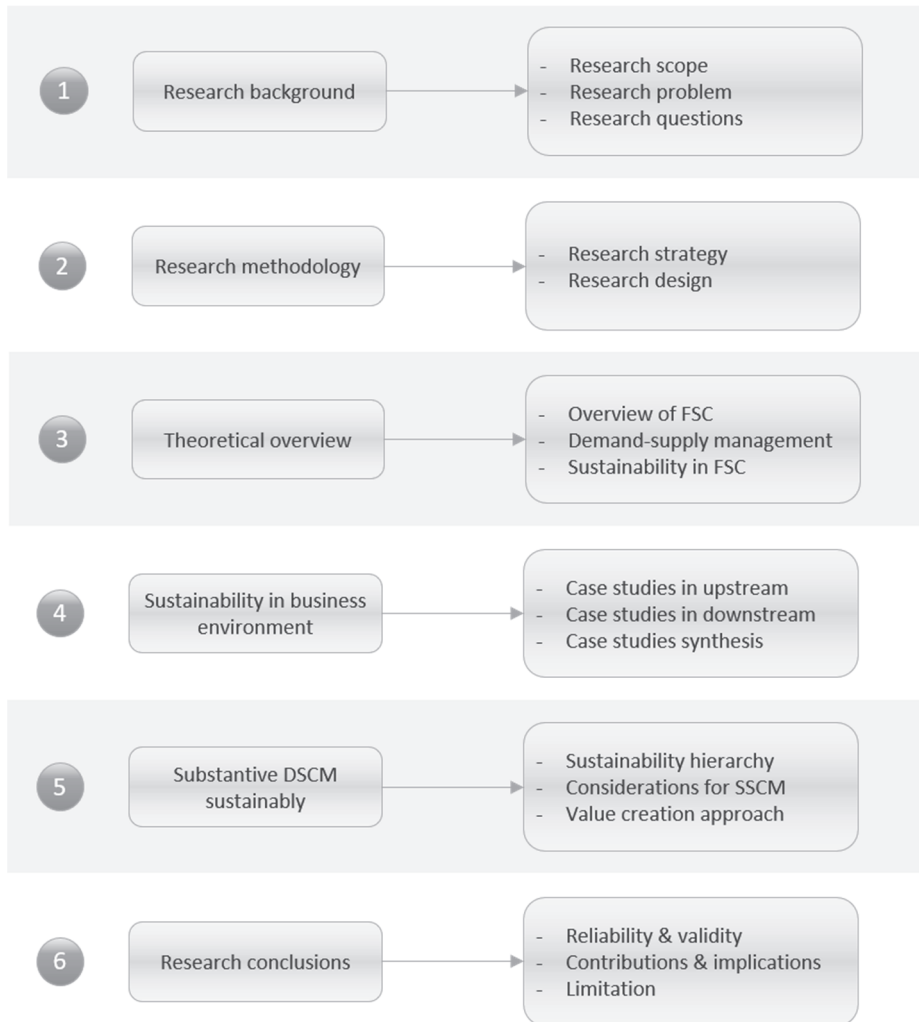 1
Research background
- Research scope
- Research problem
- Research questions
2
Research methodology
- Research strategy
- Research design
3
Theoretical overview
- Overview of FSC
- Demand-supply management
- Sustainability in FSC
4
Sustainability in business
environment
- Case studies in upstream
- Case studies in downstream
- Case studies synthesis
5
Substantive DSCM
sustainably
- Sustainability hierarchy
- Considerations for SSCM
- Value creation approach
6
Research conclusions
- Reliability & validity
- Contributions & implications
- Limitation